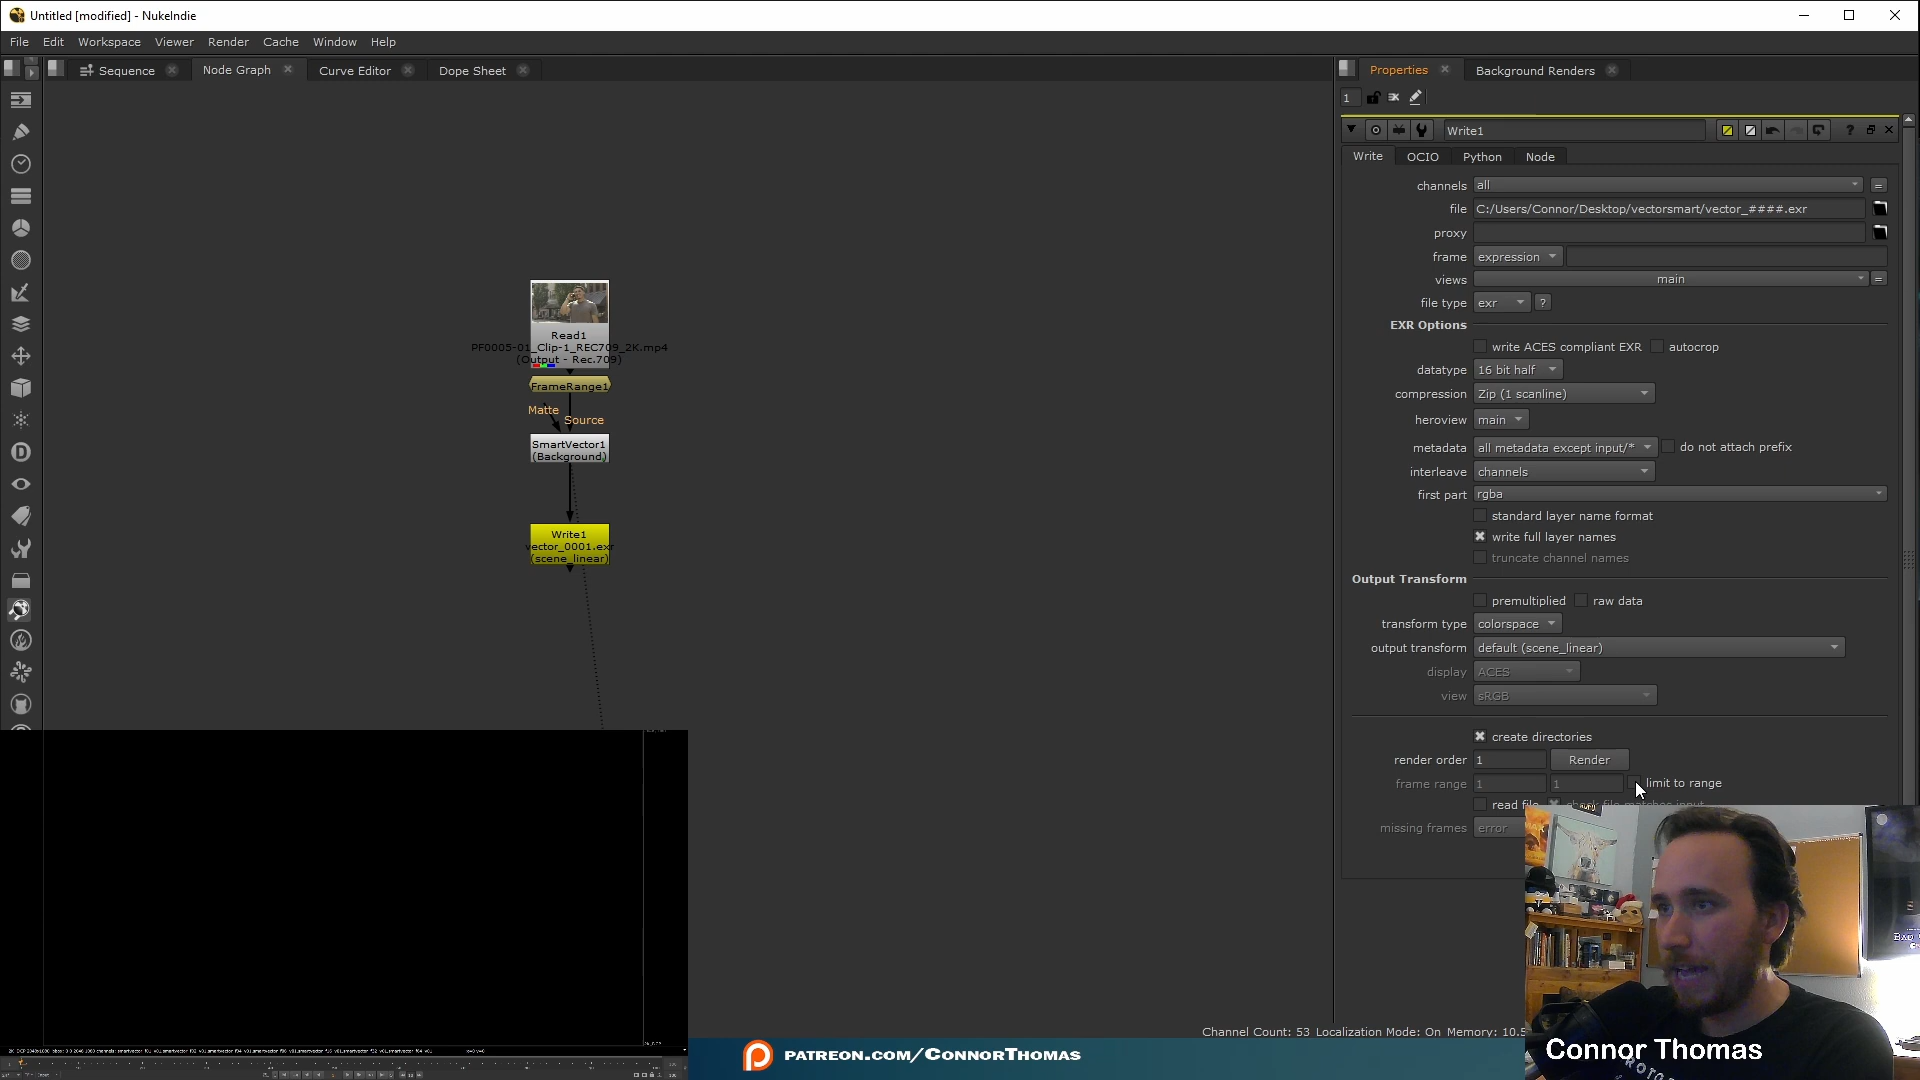 Untitled [modified] - NukeIndie
File Edit Workspace Viewer Render Cache Window Help
Sequence Node Graph Curve Editor Dope Sheet
Properties Background Renders
1
Write1
Write OCIO Python Node
channels all =
file C:/Users/Connor/Desktop/vectorsmart/vector_####.exr
proxy
frame expression
views main =
file type exr ?
EXR Options
write ACES compliant EXR autocrop
datatype 16 bit half
compression Zip (1 scanline)
heroview main
metadata all metadata except input/* do not attach prefix
interleave channels
first part rgba
standard layer name format
write full layer names
truncate channel names
Output Transform
premultiplied raw data
transform type colorspace
output transform default (scene_linear)
display ACES
view sRGB
create directories
render order 1 Render
frame range 1 1 limit to range
read file check file matches input
missing frames error
Read1
PF0005-01_Clip-1_REC709_2K.mp4
(Output - Rec.709)
FrameRange1
Matte
Source
SmartVector1
(Background)
Write1
vector_0001.exr
(scene_linear)
Channel Count: 53 Localization Mode: On Memory: 10.5
PATREON.COM/CONNORTHOMAS
Connor Thomas